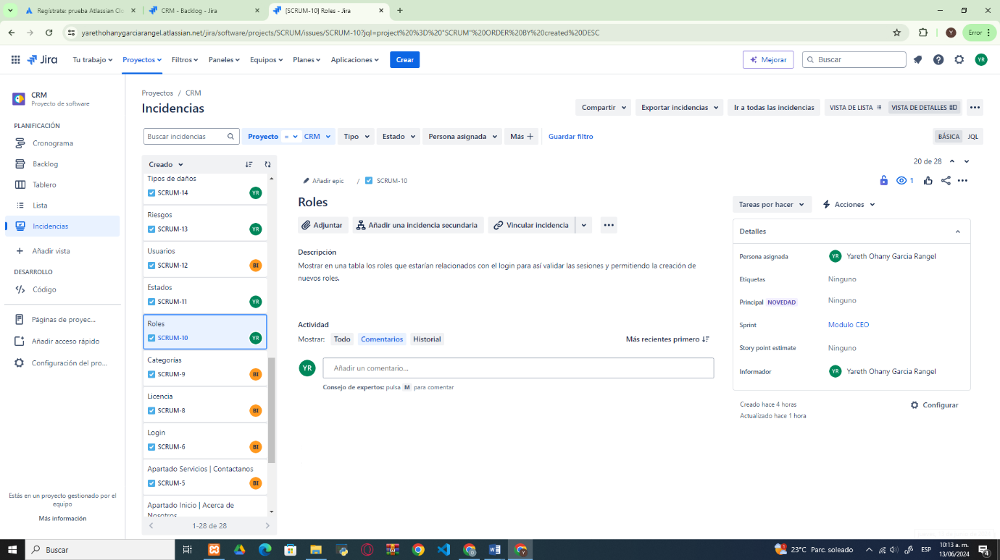 Regístrate: prueba Atlassian Clo
CRM - Backlog - Jira
[SCRUM-10] Roles - Jira
yarethohanygarciarangel.atlassian.net/jira/software/projects/SCRUM/issues/SCRUM-10?jql=project%20%3D%20"SCRUM"%20ORDER%20BY%20created%20DESC
Y
Error
Jira
Tu trabajo
Proyectos
Filtros
Paneles
Equipos
Planes
Aplicaciones
Crear
Mejorar
Buscar
YR
CRM
Proyecto de software
PLANIFICACIÓN
Cronograma
Backlog
Tablero
Lista
Incidencias
Añadir vista
DESARROLLO
Código
Páginas de proyec...
Añadir acceso rápido
Configuración del pro...
Estás en un proyecto gestionado por el
equipo
Más información
Proyectos / CRM
Incidencias
Compartir
Exportar incidencias
Ir a todas las incidencias
VISTA DE LISTA
VISTA DE DETALLES
Buscar incidencias
Proyecto = CRM
Tipo
Estado
Persona asignada
Más +
Guardar filtro
BÁSICA
JQL
Creado
Tipos de daños
SCRUM-14 YR
Riesgos
SCRUM-13 YR
Usuarios
SCRUM-12 BI
Estados
SCRUM-11 YR
Roles
SCRUM-10 YR
Categorías
SCRUM-9 BI
Licencia
SCRUM-8 BI
Login
SCRUM-6 BI
Apartado Servicios | Contactanos
SCRUM-5 BI
Apartado Inicio | Acerca de
Nosotros
1-28 de 28
20 de 28
Añadir epic / SCRUM-10
1
Roles
Adjuntar
Añadir una incidencia secundaria
Vincular incidencia
Descripción
Mostrar en una tabla los roles que estarían relacionados con el login para así validar las sesiones y permitiendo la creación de
nuevos roles.
Actividad
Mostrar: Todo Comentarios Historial
Más recientes primero
YR
Añadir un comentario...
Consejo de expertos: pulsa M para comentar
Tareas por hacer
Acciones
Detalles
Persona asignada YR Yareth Ohany Garcia Rangel
Etiquetas Ninguno
Principal NOVEDAD Ninguno
Sprint Modulo CEO
Story point estimate Ninguno
Informador YR Yareth Ohany Garcia Rangel
Creado hace 4 horas
Actualizado hace 1 hora
Configurar
Buscar
23°C Parc. soleado
ESP
10:13 a. m.
13/06/2024
4